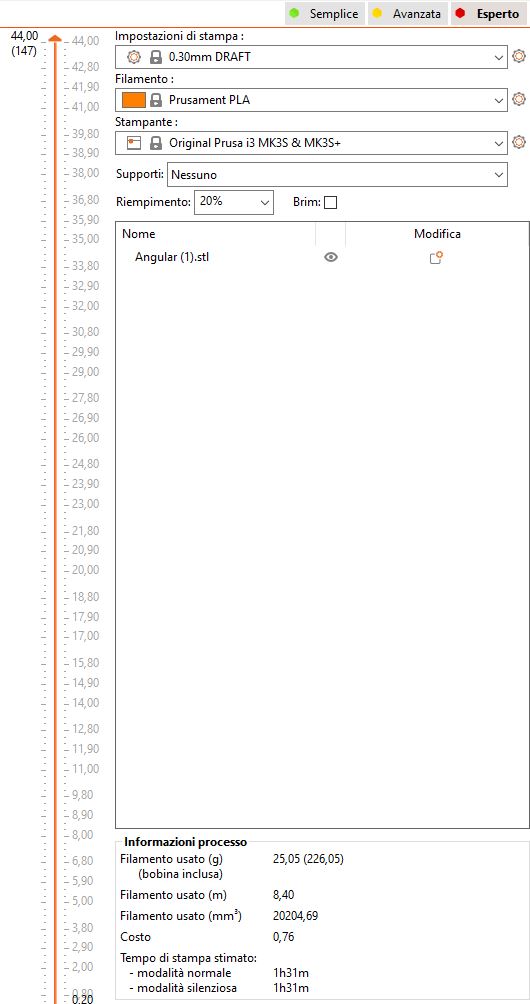 Semplice Avanzata Esperto
44,00
(147)
Impostazioni di stampa :
0.30mm DRAFT
Filamento :
Prusament PLA
Stampante :
Original Prusa i3 MK3S & MK3S+
Supporti: Nessuno
Riempimento: 20% Brim:
Nome Modifica
Angular (1).stl
44,00
42,80
41,90
41,00
39,80
38,90
38,00
36,80
35,90
35,00
33,80
32,90
32,00
30,80
29,90
29,00
27,80
26,90
26,00
24,80
23,90
23,00
21,80
20,90
20,00
18,80
17,90
17,00
15,80
14,90
14,00
12,80
11,90
11,00
9,80
8,90
8,00
6,80
5,90
5,00
3,80
2,90
2,00
0,80
0.20
Informazioni processo
Filamento usato (g) 25,05 (226,05)
(bobina inclusa)
Filamento usato (m) 8,40
Filamento usato (mm³) 20204,69
Costo 0,76
Tempo di stampa stimato:
- modalità normale 1h31m
- modalità silenziosa 1h31m